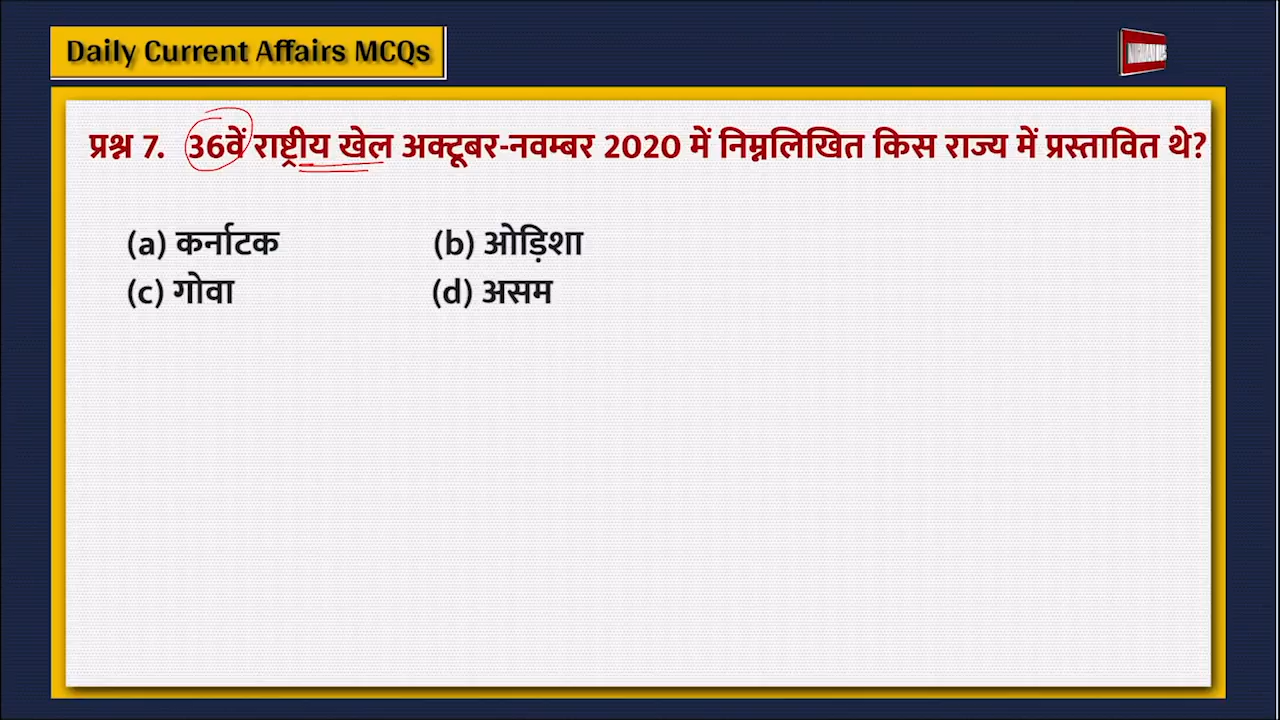 Daily Current Affairs MCQs
प्रश्न 7. 36वें राष्ट्रीय खेल अक्टूबर-नवम्बर 2020 में निम्नलिखित किस राज्य में प्रस्तावित थे?
(a) कर्नाटक (b) ओड़िशा
(c) गोवा (d) असम